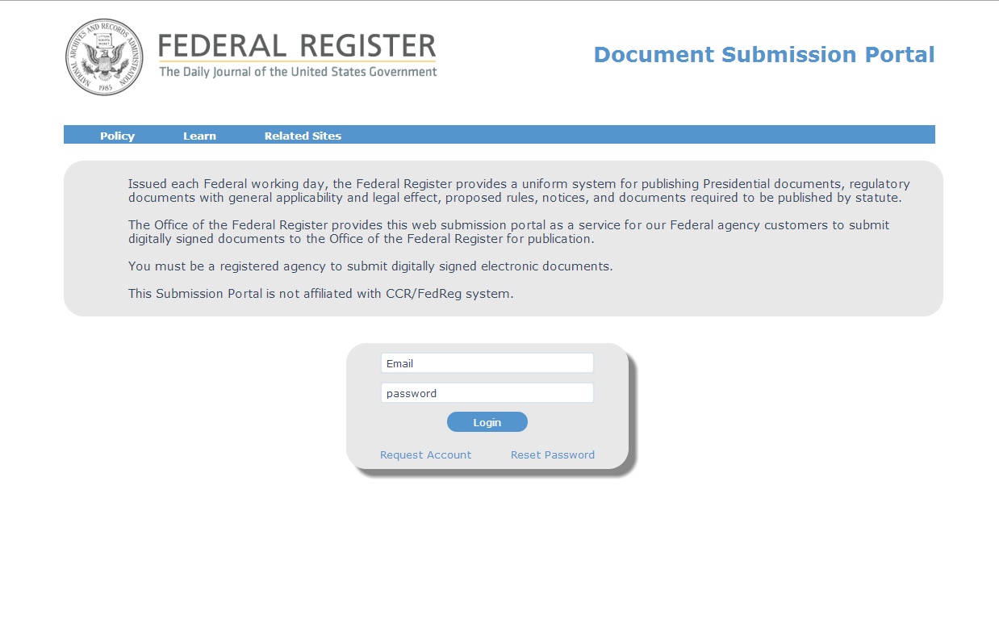 NATIONAL ARCHIVES AND RECORDS ADMINISTRATION
1985
FEDERAL REGISTER
The Daily Journal of the United States Government
Document Submission Portal
Policy Learn Related Sites
Issued each Federal working day, the Federal Register provides a uniform system for publishing Presidential documents, regulatory
documents with general applicability and legal effect, proposed rules, notices, and documents required to be published by statute.
The Office of the Federal Register provides this web submission portal as a service for our Federal agency customers to submit
digitally signed documents to the Office of the Federal Register for publication.
You must be a registered agency to submit digitally signed electronic documents.
This Submission Portal is not affiliated with CCR/FedReg system.
Email
password
Login
Request Account Reset Password